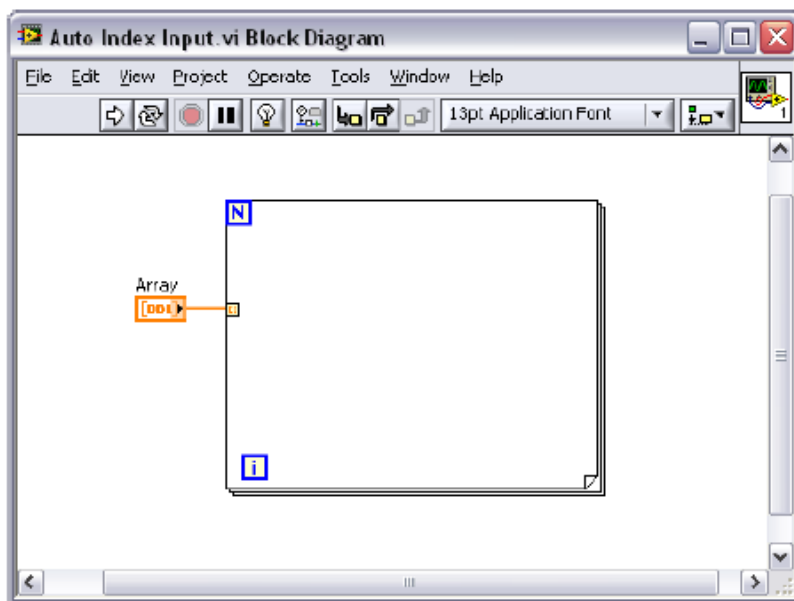 Auto Index Input.vi Block Diagram
File Edit View Project Operate Tools Window Help
13pt Application Font
1
N
Array
[DBL]
i